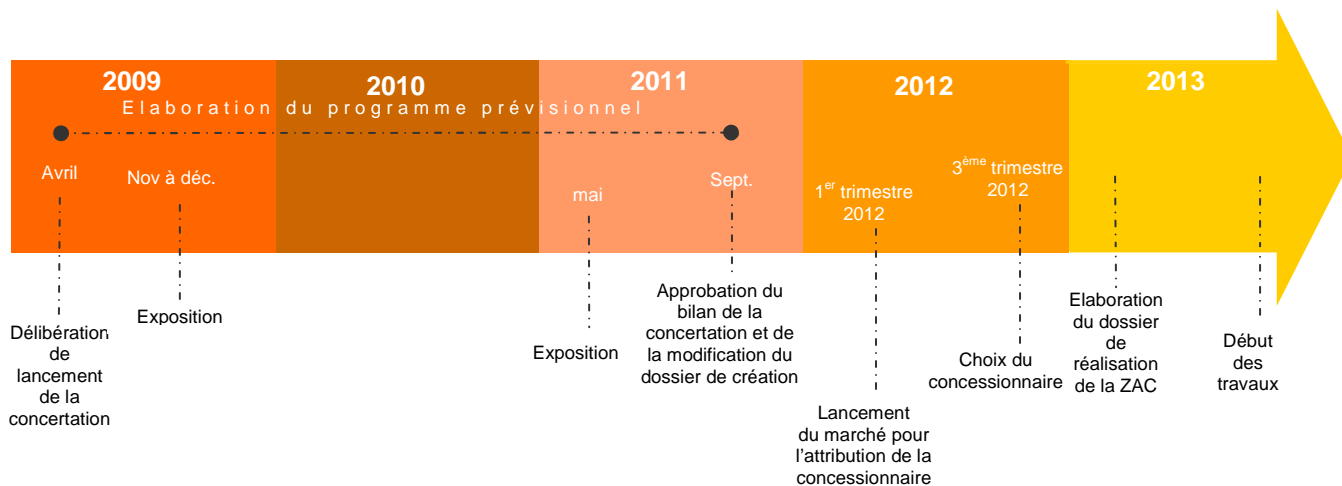 2009
2010
2011
2012
2013
Elaboration du programme prévisionnel
Avril
Nov à déc.
mai
Sept.
1er trimestre
2012
3ème trimestre
2012
Délibération
de
lancement
de la
concertation
Exposition
Exposition
Approbation du
bilan de la
concertation et de
la modification du
dossier de création
Lancement
du marché pour
l'attribution de la
concessionnaire
Choix du
concessionnaire
Elaboration
du dossier
de
réalisation
de la ZAC
Début
des
travaux